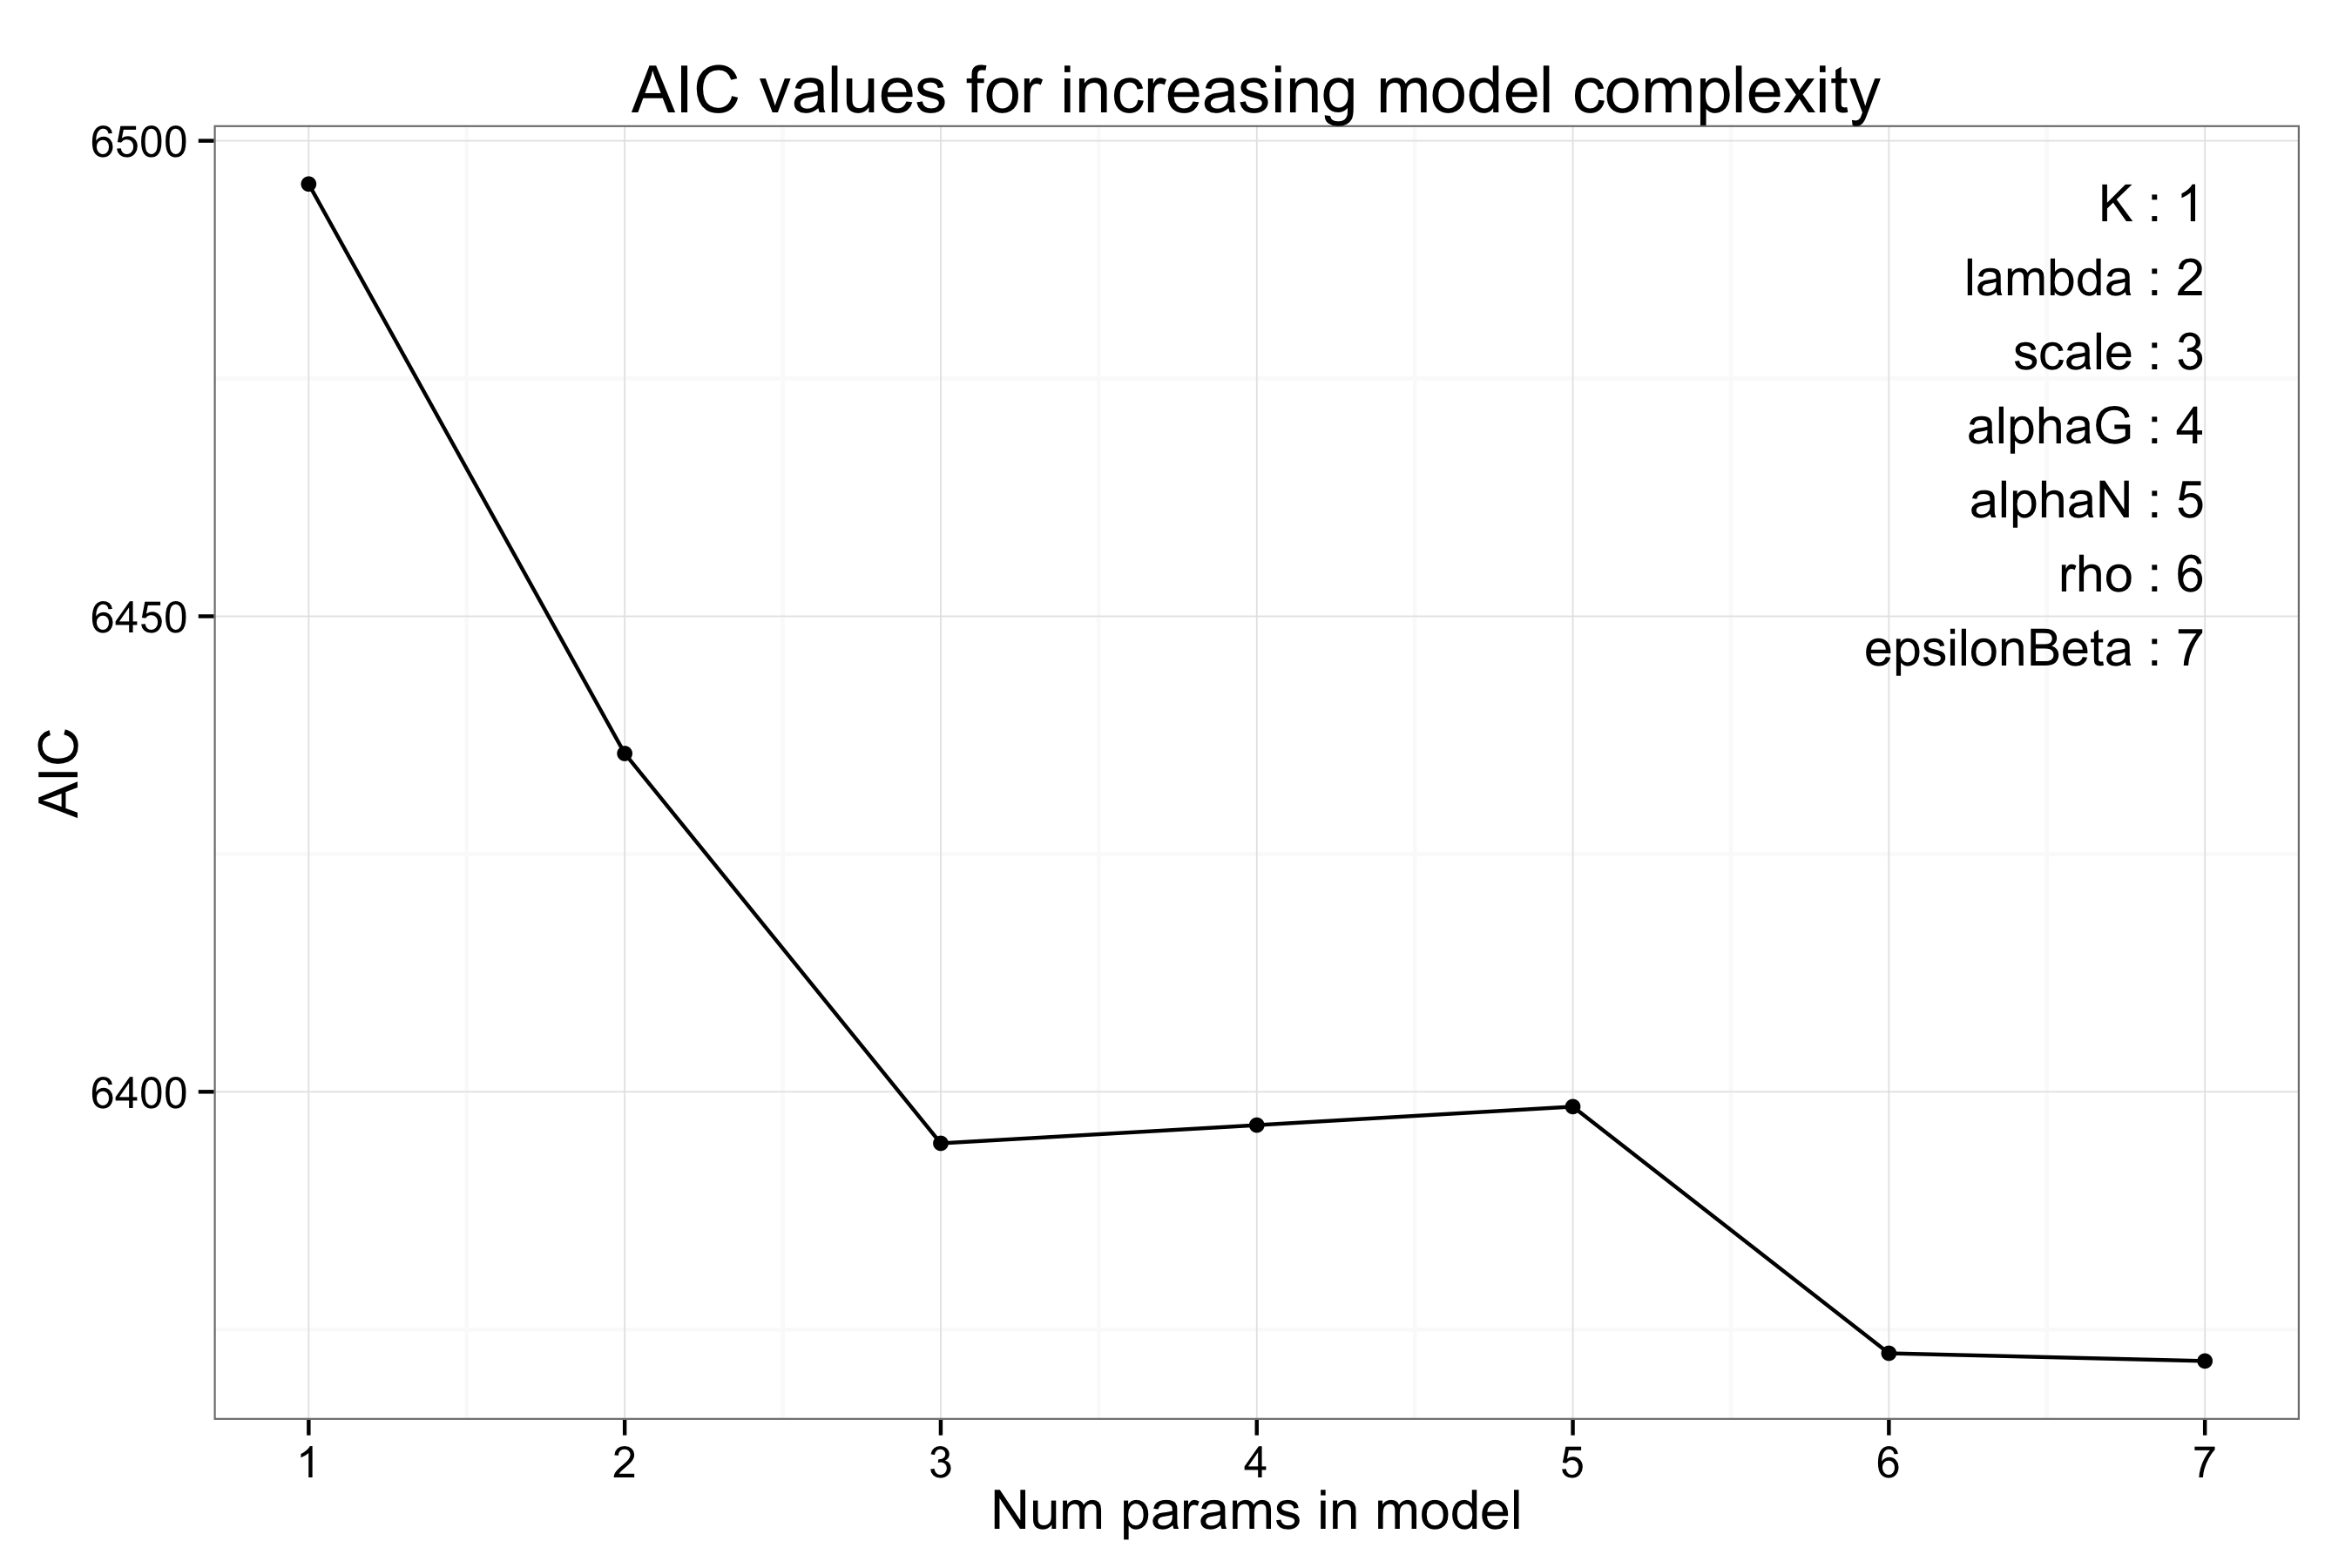 AIC values for increasing model complexity
6500
6450
6400
AIC
K : 1
lambda : 2
scale : 3
alphaG : 4
alphaN : 5
rho : 6
epsilonBeta : 7
1 2 3 4 5 6 7
Num params in model